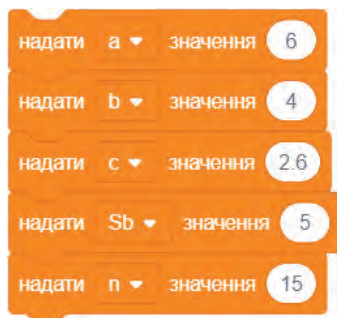 надати a значення 6
надати b значення 4
надати c значення 2.6
надати Sb значення 5
надати n значення 15